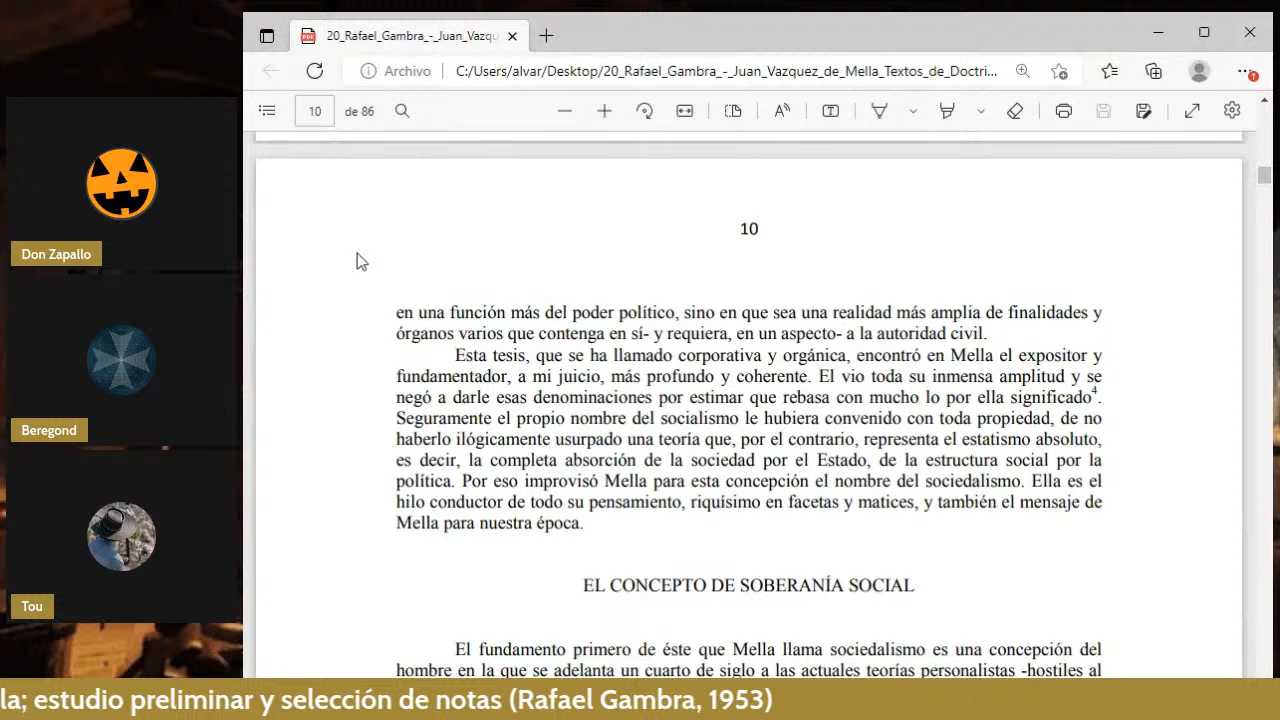 20_Rafael_Gambra_-_Juan_Vazqu
Archivo
C:/Users/alvar/Desktop/20_Rafael_Gambra_-_Juan_Vazquez_de_Mella_Textos_de_Doctri...
10 de 86
10
en una función más del poder político, sino en que sea una realidad más amplia de finalidades y
órganos varios que contenga en sí- y requiera, en un aspecto- a la autoridad civil.
Esta tesis, que se ha llamado corporativa y orgánica, encontró en Mella el expositor y
fundamentador, a mi juicio, más profundo y coherente. El vio toda su inmensa amplitud y se
negó a darle esas denominaciones por estimar que rebasa con mucho lo por ella significado4.
Seguramente el propio nombre del socialismo le hubiera convenido con toda propiedad, de no
haberlo ilógicamente usurpado una teoría que, por el contrario, representa el estatismo absoluto,
es decir, la completa absorción de la sociedad por el Estado, de la estructura social por la
política. Por eso improvisó Mella para esta concepción el nombre del sociedalismo. Ella es el
hilo conductor de todo su pensamiento, riquísimo en facetas y matices, y también el mensaje de
Mella para nuestra época.
EL CONCEPTO DE SOBERANÍA SOCIAL
El fundamento primero de éste que Mella llama sociedalismo es una concepción del
hombre en la que se adelanta un cuarto de siglo a las actuales teorías personalistas -hostiles al
Don Zapallo
Beregond
Tou
la; estudio preliminar y selección de notas (Rafael Gambra, 1953)